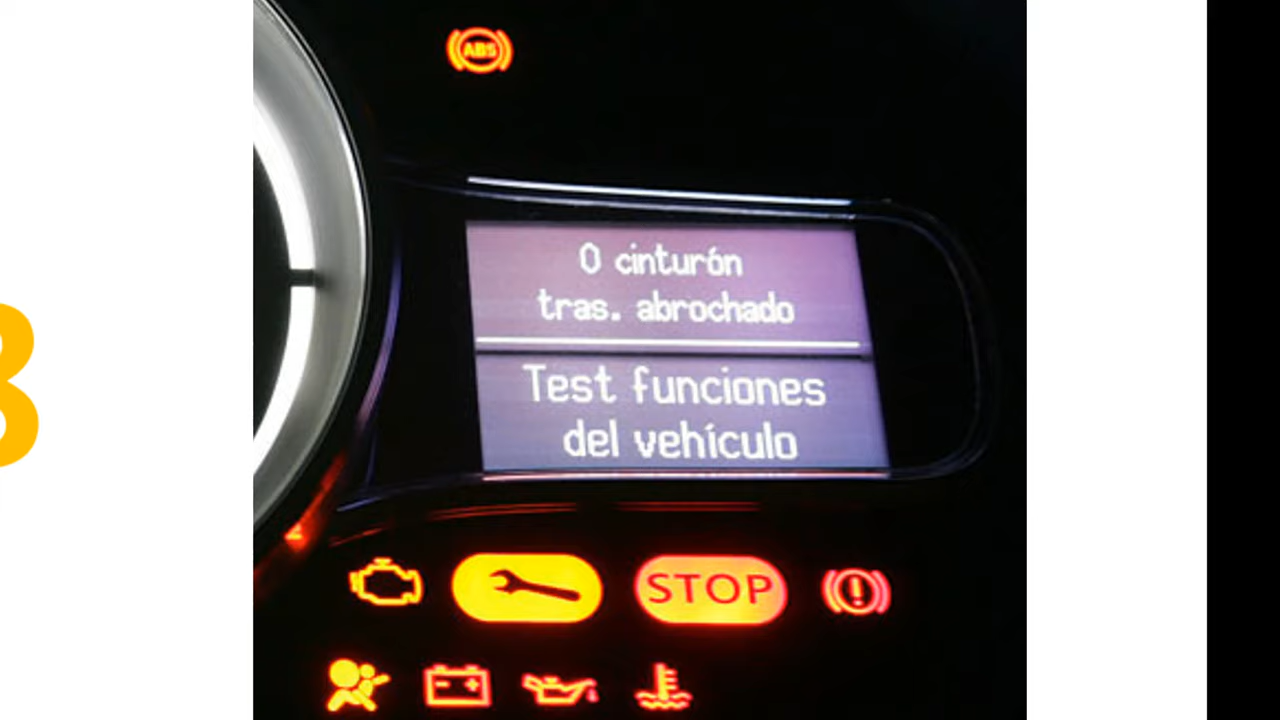 ABS
0 cinturón
tras. abrochado
Test funciones
del vehículo
STOP